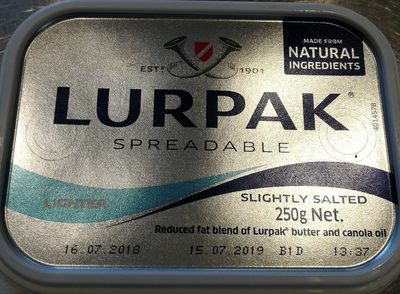 MADE FROM
NATURAL
INGREDIENTS
ESTD 1901
LURPAK®
SPREADABLE
4014578
LIGHTER
SLIGHTLY SALTED
250g Net.
Reduced fat blend of Lurpak® butter and canola oil
16.07.2018 15.07.2019 B1D 13:37